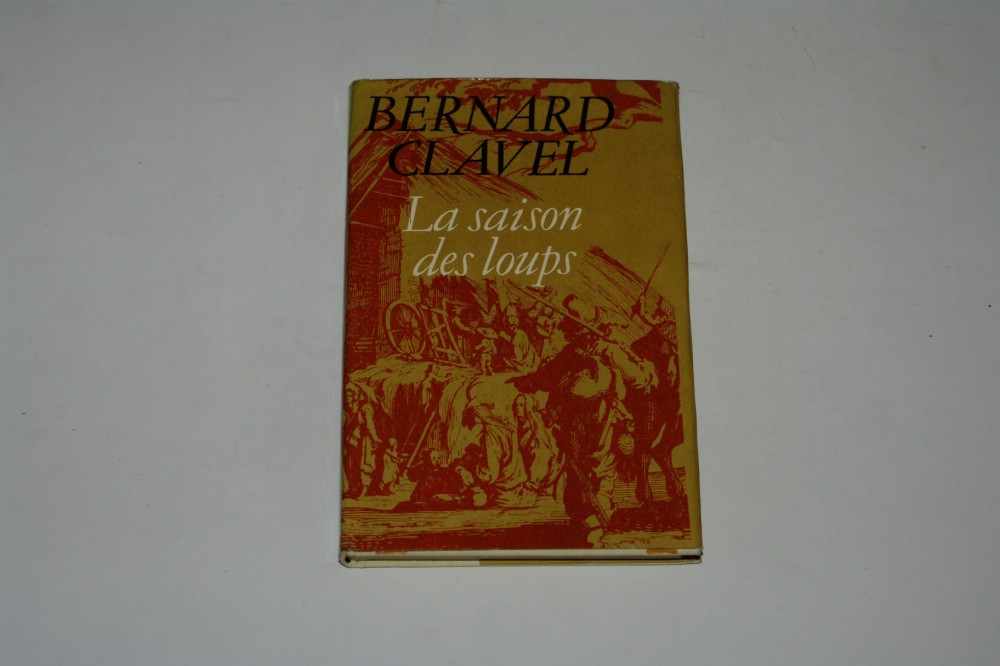 BERNARD
CLAVEL
La saison
des loups